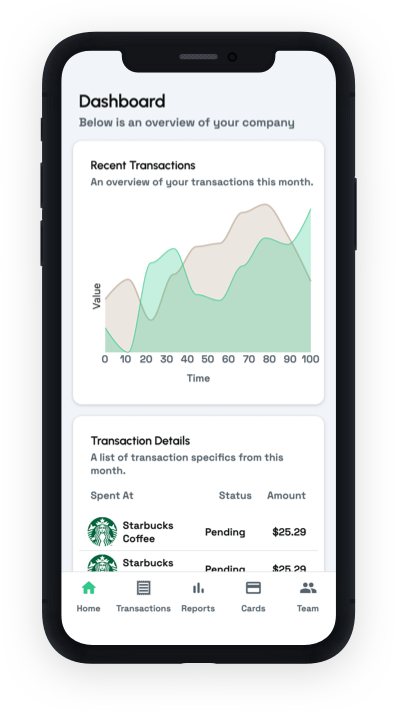 Dashboard
Below is an overview of your company
Recent Transactions
An overview of your transactions this month.
Value
0 10 20 30 40 50 60 70 80 90 100
Time
Transaction Details
A list of transaction specifics from this
month.
Spent At Status Amount
Starbucks
Coffee Pending $25.29
Starbucks
Pending $25.29
Home Transactions Reports Cards Team